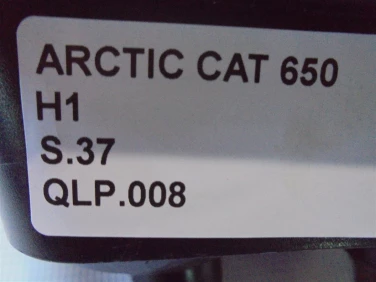 ARCTIC CAT 650
H1
S.37
QLP.008